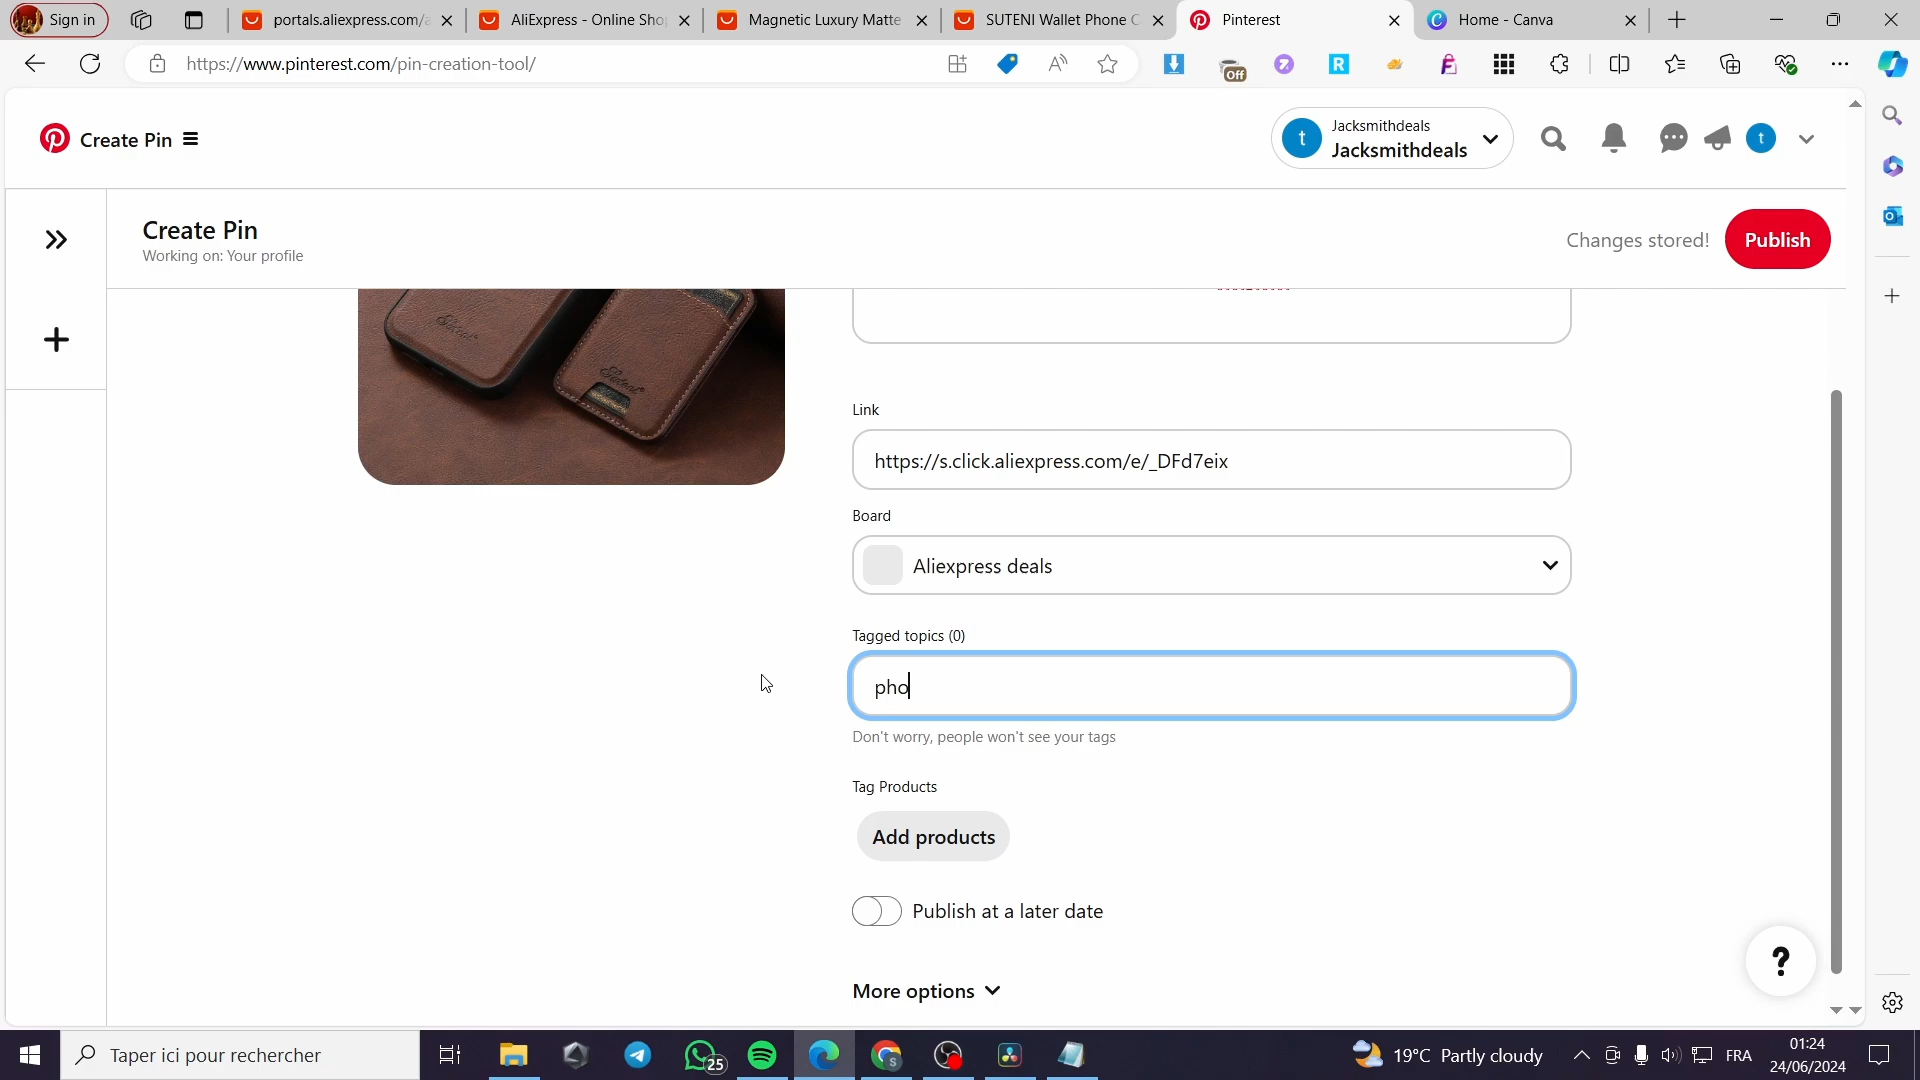 Sign in
portals.aliexpress.com/a
AliExpress - Online Sho
Magnetic Luxury Matte
SUTENI Wallet Phone C
Pinterest
Home - Canva
https://www.pinterest.com/pin-creation-tool/
Off
Create Pin
t
Jacksmithdeals
Jacksmithdeals
t
Create Pin
Working on: Your profile
Changes stored!
Publish
Link
https://s.click.aliexpress.com/e/_DFd7eix
Board
Aliexpress deals
Tagged topics (0)
pho
Don't worry, people won't see your tags
Tag Products
Add products
Publish at a later date
More options
?
Taper ici pour rechercher
25
19°C Partly cloudy
FRA
01:24
24/06/2024